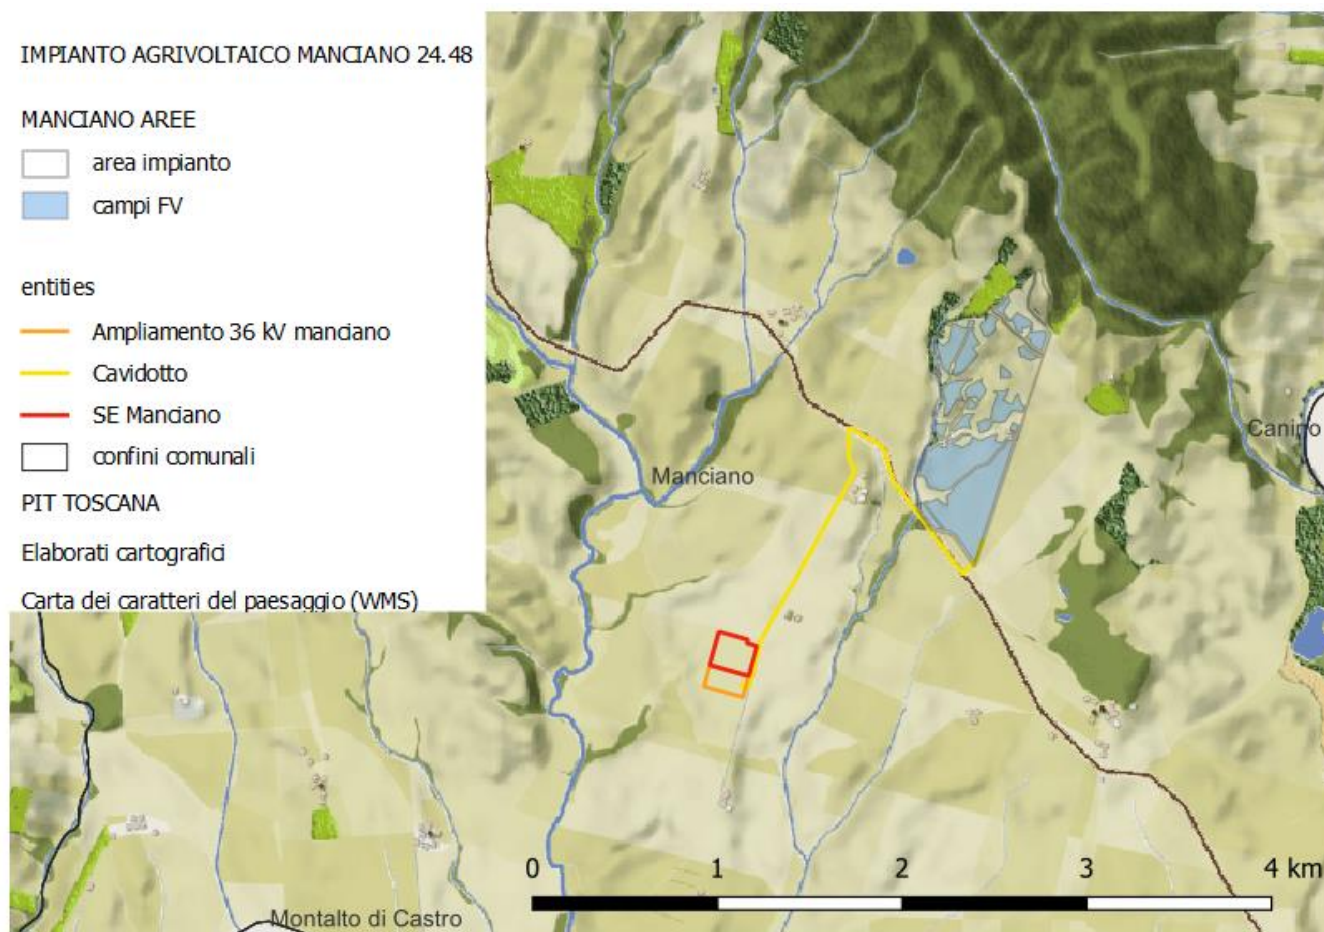 IMPIANTO AGRIVOLTAICO MANCIANO 24.48
MANCIANO AREE
area impianto
campi FV
entities
Ampliamento 36 kV manciano
Cavidotto
SE Manciano
confini comunali
PIT TOSCANA
Elaborati cartografici
Carta dei caratteri del paesaggio (WMS)
Canino
Manciano
0 1 2 3 4 km
Montalto di Castro